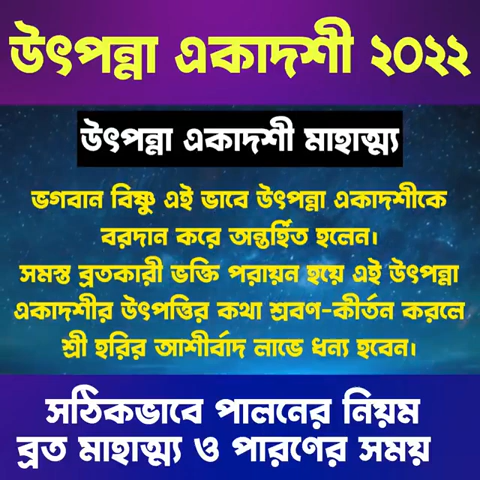 উৎপন্না একাদশী ২০২২
উৎপন্না একাদশী মাহাত্ম্য
ভগবান বিষ্ণু এই ভাবে উৎপন্না একাদশীকে
বরদান করে অন্তর্হিত হলেন।
সমস্ত ব্রতকারী ভক্তি পরায়ন হয়ে এই উৎপন্না
একাদশীর উৎপত্তির কথা শ্রবণ-কীর্তন করলে
শ্রী হরির আশীর্বাদ লাভে ধন্য হবেন।
সঠিকভাবে পালনের নিয়ম
ব্রত মাহাত্ম্য ও পারণের সময়